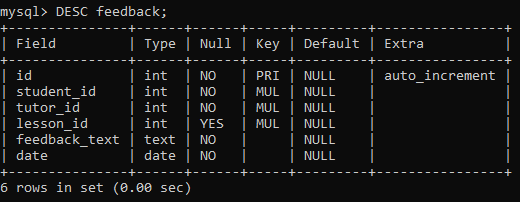 mysql> DESC feedback;
+---------------+------+------+-----+---------+----------------+
| Field         | Type | Null | Key | Default | Extra          |
+---------------+------+------+-----+---------+----------------+
| id            | int  | NO   | PRI | NULL    | auto_increment |
| student_id    | int  | NO   | MUL | NULL    |                |
| tutor_id      | int  | NO   | MUL | NULL    |                |
| lesson_id     | int  | YES  | MUL | NULL    |                |
| feedback_text | text | NO   |     | NULL    |                |
| date          | date | NO   |     | NULL    |                |
+---------------+------+------+-----+---------+----------------+
6 rows in set (0.00 sec)